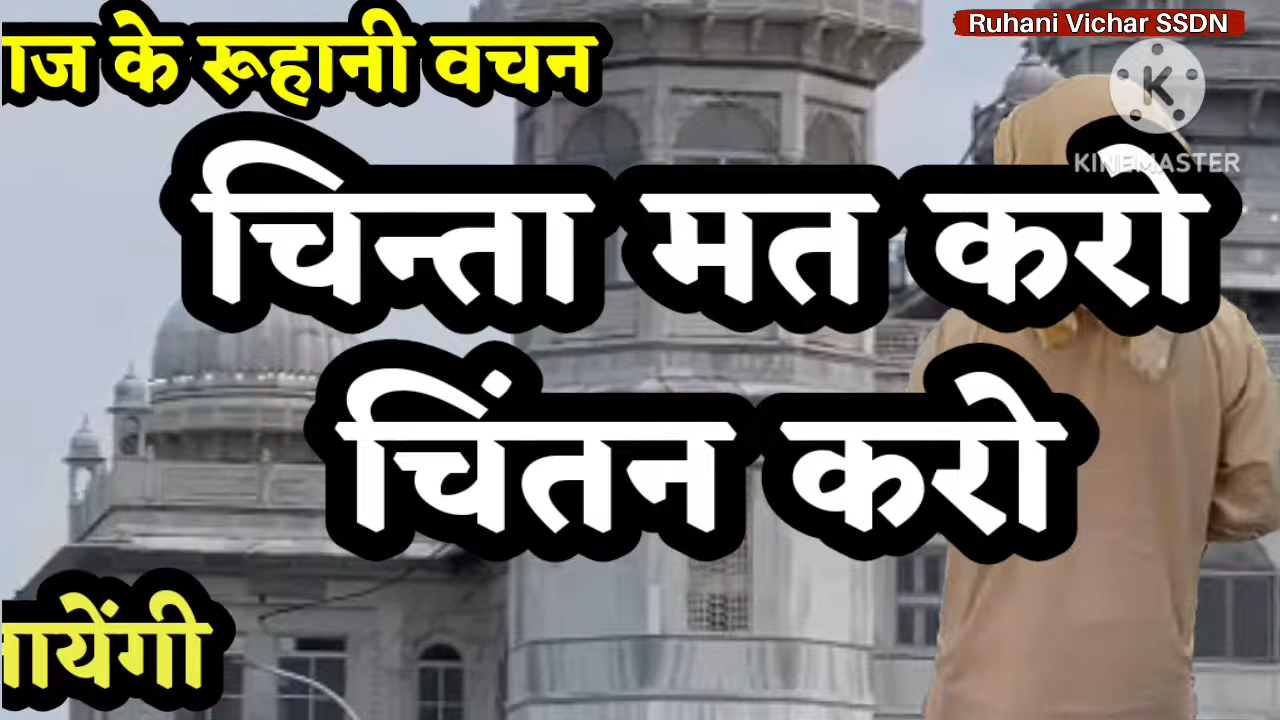 Ruhani Vichar SSDN
के रूहानी वचन
KINEMASTER
चिन्ता मत करो
चिंतन करो